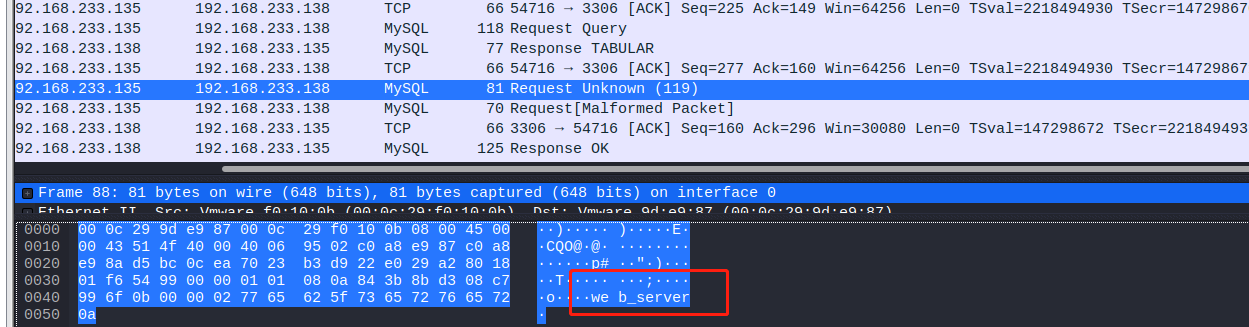 92.168.233.135 192.168.233.138 TCP 66 54716 → 3306 [ACK] Seq=225 Ack=149 Win=64256 Len=0 TSval=2218494930 TSecr=14729867
92.168.233.135 192.168.233.138 MySQL 118 Request Query
92.168.233.138 192.168.233.135 MySQL 77 Response TABULAR
92.168.233.135 192.168.233.138 TCP 66 54716 → 3306 [ACK] Seq=277 Ack=160 Win=64256 Len=0 TSval=2218494930 TSecr=14729867
92.168.233.135 192.168.233.138 MySQL 81 Request Unknown (119)
92.168.233.135 192.168.233.138 MySQL 70 Request[Malformed Packet]
92.168.233.138 192.168.233.135 TCP 66 3306 → 54716 [ACK] Seq=160 Ack=296 Win=30080 Len=0 TSval=147298672 TSecr=221849493
92.168.233.138 192.168.233.135 MySQL 125 Response OK
Frame 88: 81 bytes on wire (648 bits), 81 bytes captured (648 bits) on interface 0
Ethernet II, Src: Vmware_f0:10:0b (00:0c:29:f0:10:0b), Dst: Vmware_9d:e9:87 (00:0c:29:9d:e9:87)
0000 00 0c 29 9d e9 87 00 0c 29 f0 10 0b 08 00 45 00 ··)····· )·····E·
0010 00 43 51 4f 40 00 40 06 95 02 c0 a8 e9 87 c0 a8 ·CQO@·@· ········
0020 e9 8a d5 bc 0c ea 70 23 b3 d9 22 e0 29 a2 80 18 ······p# ··"·)···
0030 01 f6 54 99 00 00 01 01 08 0a 84 3b 8b d3 08 c7 ··T····· ···;····
0040 99 6f 0b 00 00 02 77 65 62 5f 73 65 72 76 65 72 ·o····we b_server
0050 0a ·